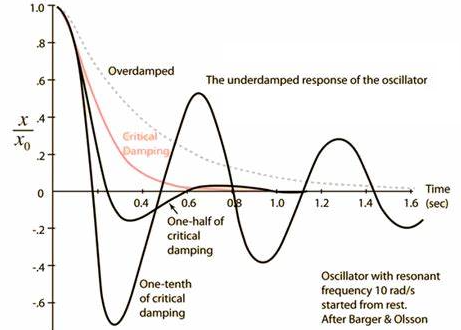 1.0
.8
.6
.4
.2
0
-.2
-.4
-.6
x
x0
Overdamped
The underdamped response of the oscillator
Critical
Damping
0.2 0.4 0.6 0.8 1.0 1.2 1.4 1.6
Time
(sec)
One-half of
critical
damping
One-tenth
of critical
damping
Oscillator with resonant
frequency 10 rad/s
started from rest.
After Barger & Olsson